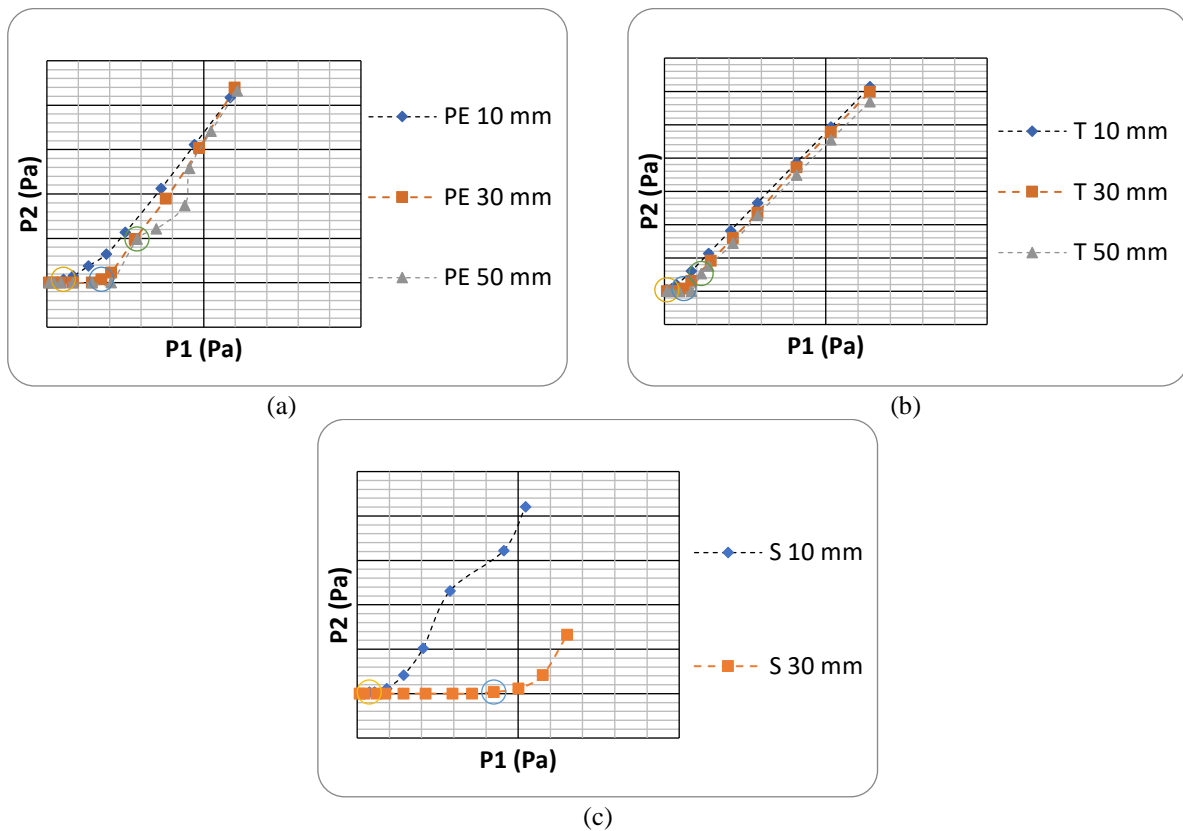 P2 (Pa)
P1 (Pa)
PE 10 mm
PE 30 mm
PE 50 mm
(a)
P2 (Pa)
P1 (Pa)
T 10 mm
T 30 mm
T 50 mm
(b)
P2 (Pa)
P1 (Pa)
S 10 mm
S 30 mm
(c)